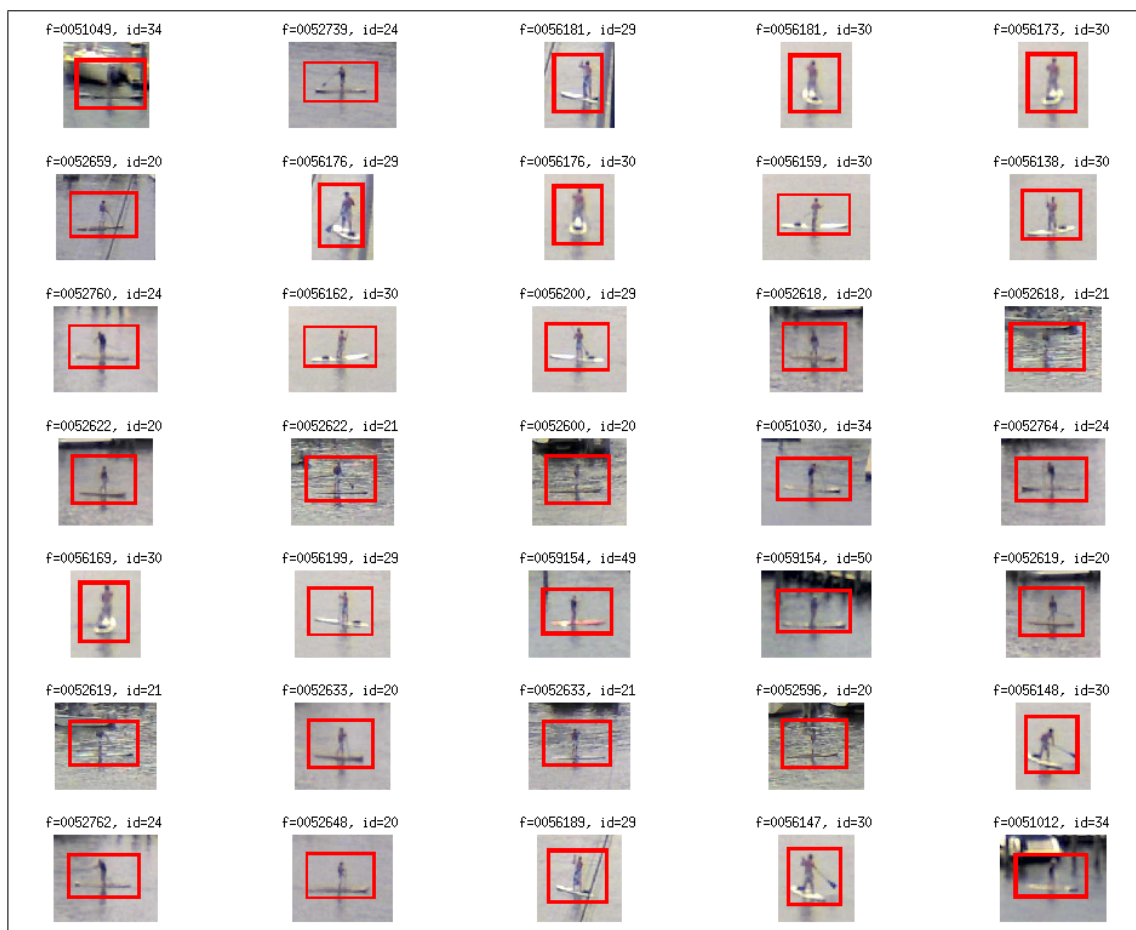 f=0051049, id=34
f=0052739, id=24
f=0056181, id=29
f=0056181, id=30
f=0056173, id=30
f=0052659, id=20
f=0056176, id=29
f=0056176, id=30
f=0056159, id=30
f=0056138, id=30
f=0052760, id=24
f=0056162, id=30
f=0056200, id=29
f=0052618, id=20
f=0052618, id=21
f=0052622, id=20
f=0052622, id=21
f=0052600, id=20
f=0051030, id=34
f=0052764, id=24
f=0056169, id=30
f=0056199, id=29
f=0059154, id=49
f=0059154, id=50
f=0052619, id=20
f=0052619, id=21
f=0052633, id=20
f=0052633, id=21
f=0052596, id=20
f=0056148, id=30
f=0052762, id=24
f=0052648, id=20
f=0056189, id=29
f=0056147, id=30
f=0051012, id=34